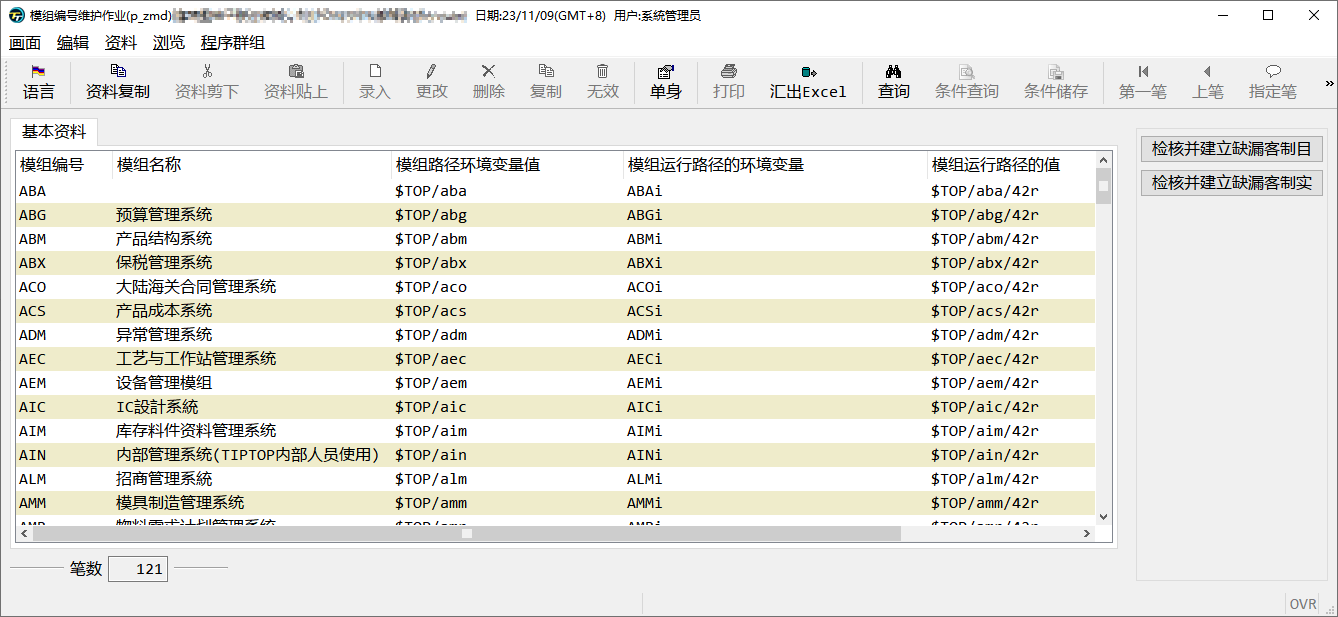 模组编号维护作业(p_zmd) 日期:23/11/09(GMT+8) 用户:系统管理员
画面 编辑 资料 浏览 程序群组
语言 资料复制 资料剪下 资料贴上 录入 更改 删除 复制 无效 单身 打印 汇出Excel 查询 条件查询 条件储存 第一笔 上笔 指定笔 »
基本资料
模组编号 模组名称 模组路径环境变量值 模组运行路径的环境变量 模组运行路径的值
ABA $TOP/aba ABAi $TOP/aba/42r
ABG 预算管理系统 $TOP/abg ABGi $TOP/abg/42r
ABM 产品结构系统 $TOP/abm ABMi $TOP/abm/42r
ABX 保税管理系统 $TOP/abx ABXi $TOP/abx/42r
ACO 大陆海关合同管理系统 $TOP/aco ACOi $TOP/aco/42r
ACS 产品成本系统 $TOP/acs ACSi $TOP/acs/42r
ADM 异常管理系统 $TOP/adm ADMi $TOP/adm/42r
AEC 工艺与工作站管理系统 $TOP/aec AECi $TOP/aec/42r
AEM 设备管理模组 $TOP/aem AEMi $TOP/aem/42r
AIC IC設計系統 $TOP/aic AICi $TOP/aic/42r
AIM 库存料件资料管理系统 $TOP/aim AIMi $TOP/aim/42r
AIN 内部管理系统(TIPTOP内部人员使用) $TOP/ain AINi $TOP/ain/42r
ALM 招商管理系统 $TOP/alm ALMi $TOP/alm/42r
AMM 模具制造管理系统 $TOP/amm AMMi $TOP/amm/42r
物料需求计划管理系统
检核并建立缺漏客制目
检核并建立缺漏客制实
笔数 121
OVR